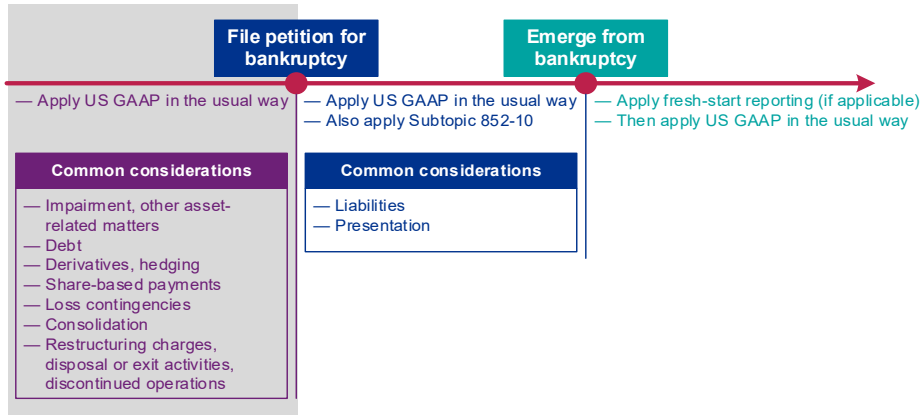 File petition for
bankruptcy
Emerge from
bankruptcy
— Apply US GAAP in the usual way
— Apply US GAAP in the usual way
— Also apply Subtopic 852-10
— Apply fresh-start reporting (if applicable)
— Then apply US GAAP in the usual way
Common considerations
— Impairment, other asset-
related matters
— Debt
— Derivatives, hedging
— Share-based payments
— Loss contingencies
— Consolidation
— Restructuring charges,
disposal or exit activities,
discontinued operations
Common considerations
— Liabilities
— Presentation